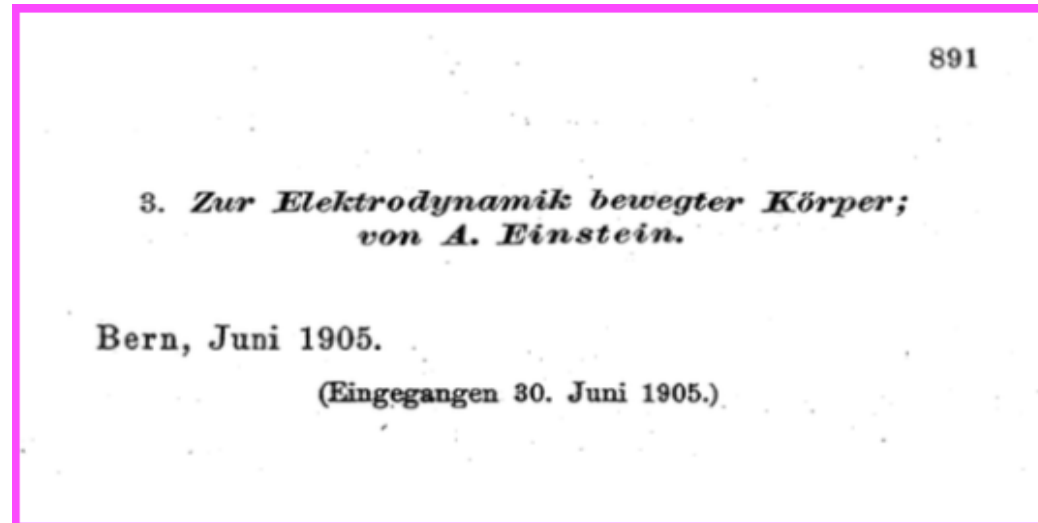 891
3. Zur Elektrodynamik bewegter Körper;
von A. Einstein.
Bern, Juni 1905.
(Eingegangen 30. Juni 1905.)